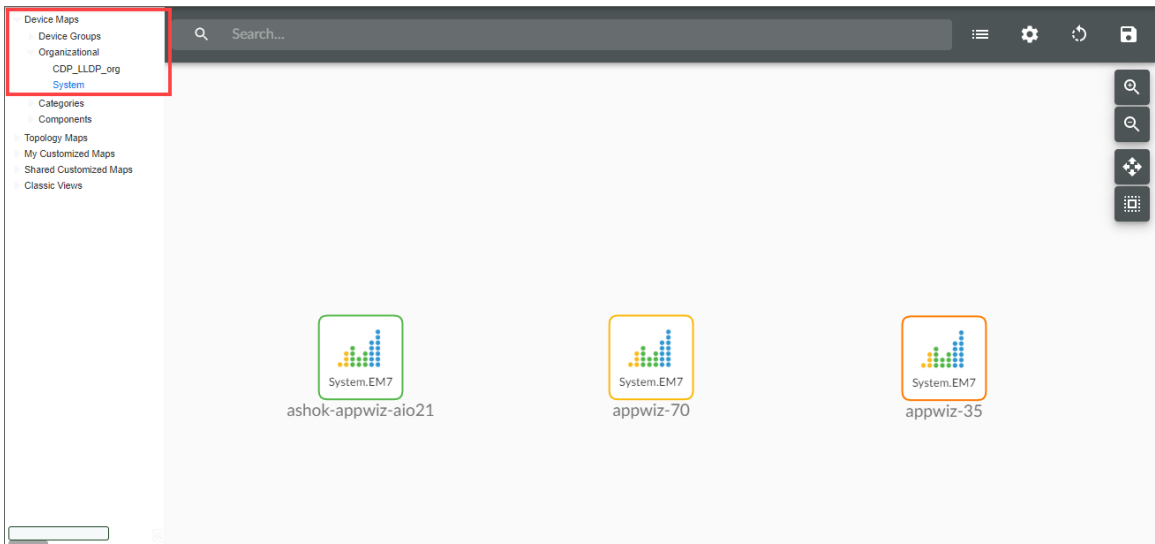 Device Maps
Device Groups
Organizational
CDP_LLDP_org
System
Categories
Components
Topology Maps
My Customized Maps
Shared Customized Maps
Classic Views
Search...
System.EM7
ashok-appwiz-aio21
System.EM7
appwiz-70
System.EM7
appwiz-35